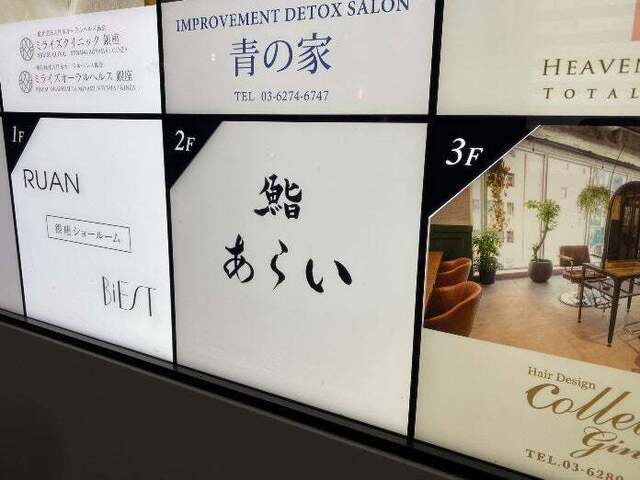 ミライズクリニック 銀座
ミライズオーラルヘルス 銀座
IMPROVEMENT DETOX SALON
青の家
TEL 03-6274-6747
HEAVEN
TOTAL
1F
RUAN
銀座ショールーム
BiEST
2F
鮨
あらい
3F
Hair Design
Colle
Gin
TEL.03-6280